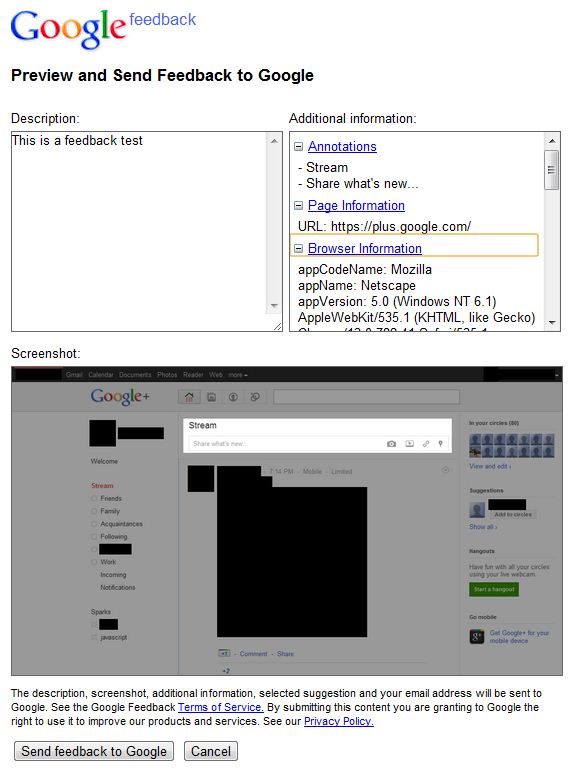 Google feedback
Preview and Send Feedback to Google
Description:
This is a feedback test
Additional information:
Annotations
- Stream
- Share what's new...
Page Information
URL: https://plus.google.com/
Browser Information
appCodeName: Mozilla
appName: Netscape
appVersion: 5.0 (Windows NT 6.1)
AppleWebKit/535.1 (KHTML, like Gecko)
Screenshot:
Gmail Calendar Documents Photos Reader Web more
Google+
Welcome
Stream
Friends
Family
Acquaintances
Following
Work
Incoming
Notifications
Sparks
javascript
Stream
Share what's new...
7:14 PM - Mobile - Limited
+1 - Comment - Share
+2
In your circles (80)
View and edit ›
Suggestions
Add to circles
Show all ›
Hangouts
Have fun with all your circles
using your live webcam.
Start a hangout
Go mobile
Get Google+ for your
mobile device
The description, screenshot, additional information, selected suggestion and your email address will be sent to
Google. See the Google Feedback Terms of Service. By submitting this content you are granting to Google the
right to use it to improve our products and services. See our Privacy Policy.
Send feedback to Google
Cancel